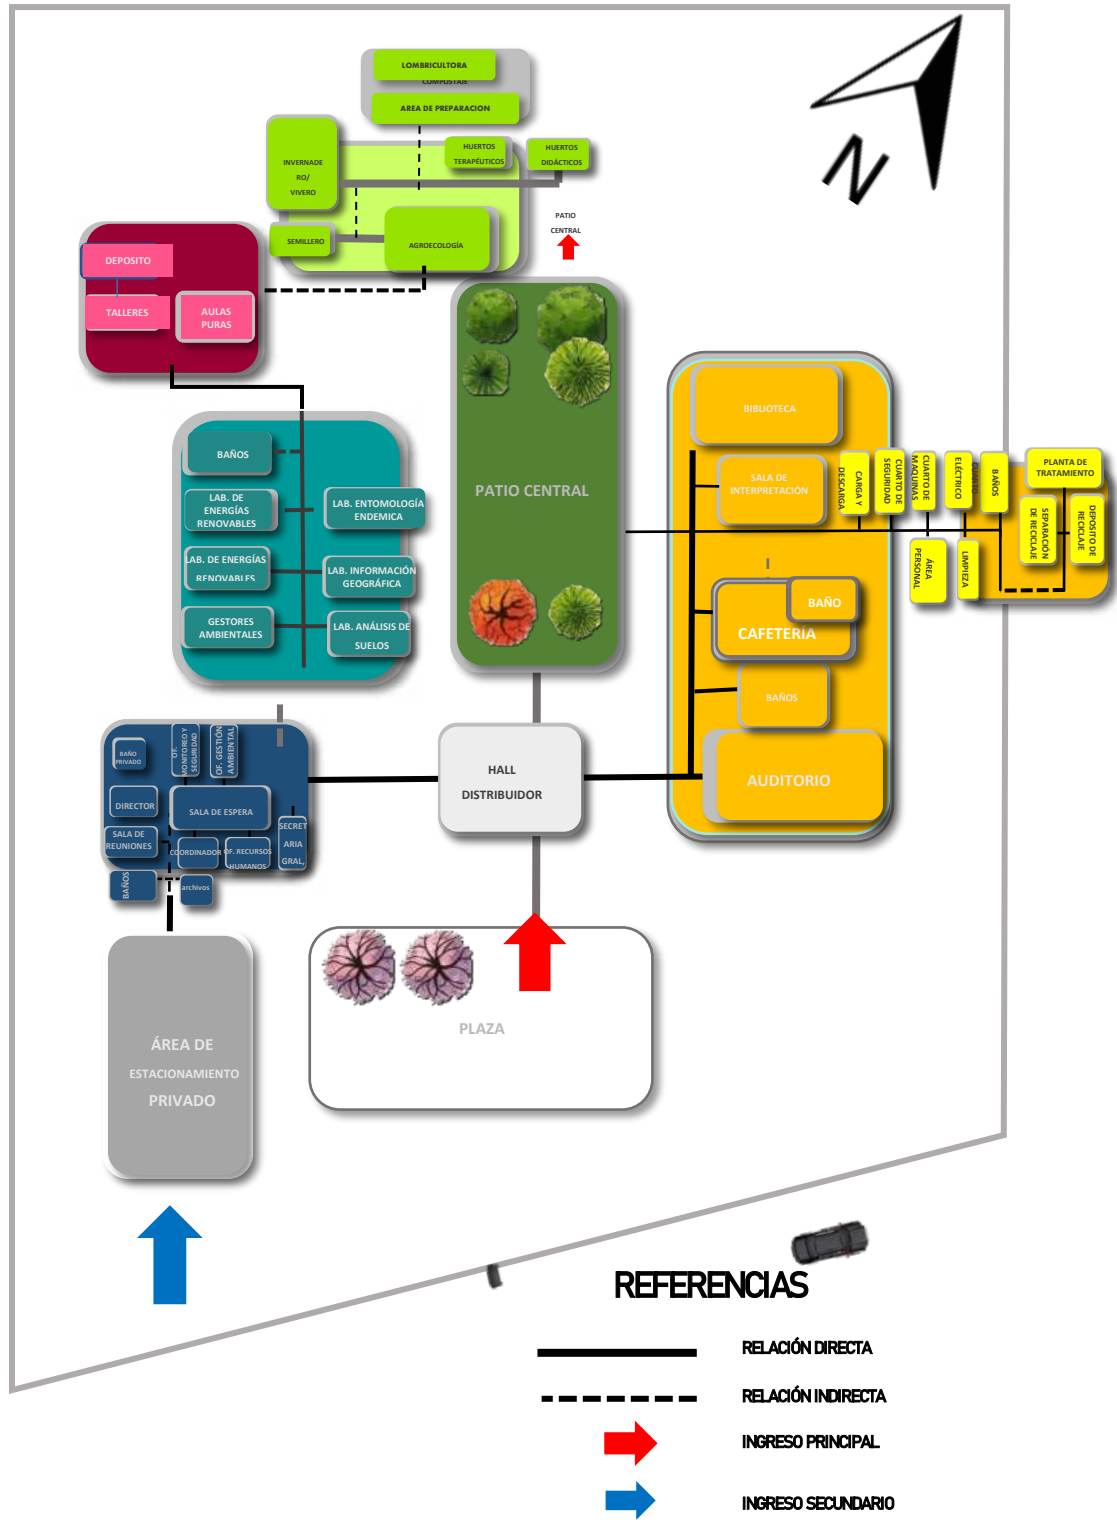 LOMBRICULTORA
COMPOSTAJE
AREA DE PREPARACION
INVERNADE
RO/
VIVERO
HUERTOS
TERAPÉUTICOS
HUERTOS
DIDÁCTICOS
SEMILLERO
AGROECOLOGÍA
PATIO
CENTRAL
N
DEPOSITO
TALLERES
AULAS
PURAS
BAÑOS
LAB. DE
ENERGÍAS
RENOVABLES
LAB. ENTOMOLOGÍA
ENDEMICA
LAB. DE ENERGÍAS
RENOVABLES
LAB. INFORMACIÓN
GEOGRÁFICA
GESTORES
AMBIENTALES
LAB. ANÁLISIS DE
SUELOS
PATIO CENTRAL
BIBLIOTECA
SALA DE
INTERPRETACIÓN
BAÑO
CAFETERÍA
BAÑOS
AUDITORIO
CARGA Y
DESCARGA
CUARTO DE
SEGURIDAD
CUARTO DE
MAQUINAS
CUARTO
ELÉCTRICO
BAÑOS
PLANTA DE
TRATAMIENTO
SEPARACIÓN
DE RECICLAJE
DEPOSITO DE
RECICLAJE
ÁREA
PERSONAL
LIMPIEZA
BAÑO
PRIVADO
OF.
MONITOREO Y
SEGURIDAD
OF. GESTIÓN
AMBIENTAL
DIRECTOR
SALA DE ESPERA
SALA DE
REUNIONES
COORDINADOR
OF. RECURSOS
HUMANOS
SECRET
ARIA
GRAL,
BAÑOS
archivos
HALL
DISTRIBUIDOR
PLAZA
ÁREA DE
ESTACIONAMIENTO
PRIVADO
REFERENCIAS
RELACIÓN DIRECTA
RELACIÓN INDIRECTA
INGRESO PRINCIPAL
INGRESO SECUNDARIO